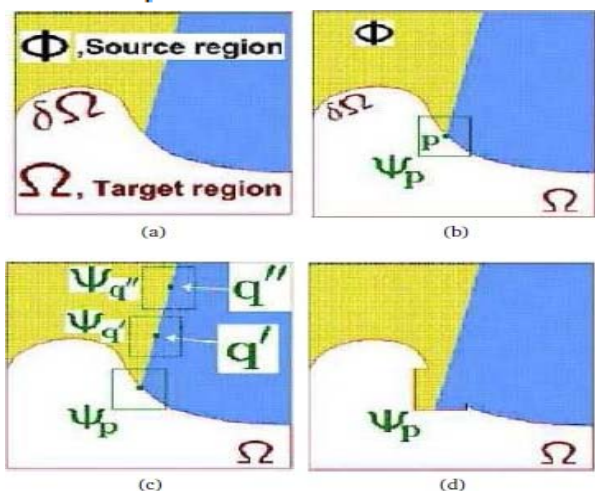 Φ, Source region
δΩ
Ω, Target region
(a)
Φ
δΩ
p
Ψp
Ω
(b)
Ψq''
q''
Ψq'
q'
Ψp
Ω
(c)
Ψp
Ω
(d)